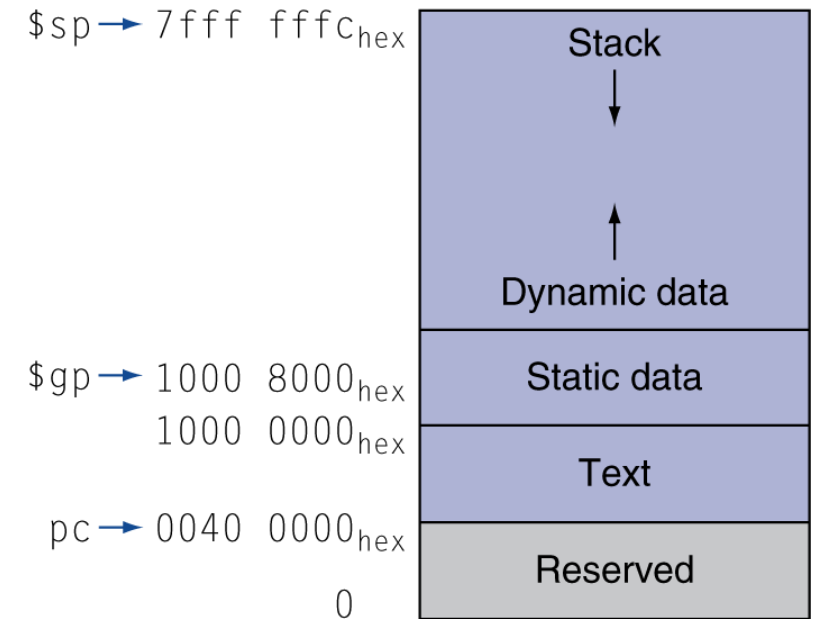 $sp → 7fff fffc hex
Stack
Dynamic data
$gp → 1000 8000 hex
Static data
1000 0000 hex
Text
pc → 0040 0000 hex
Reserved
0